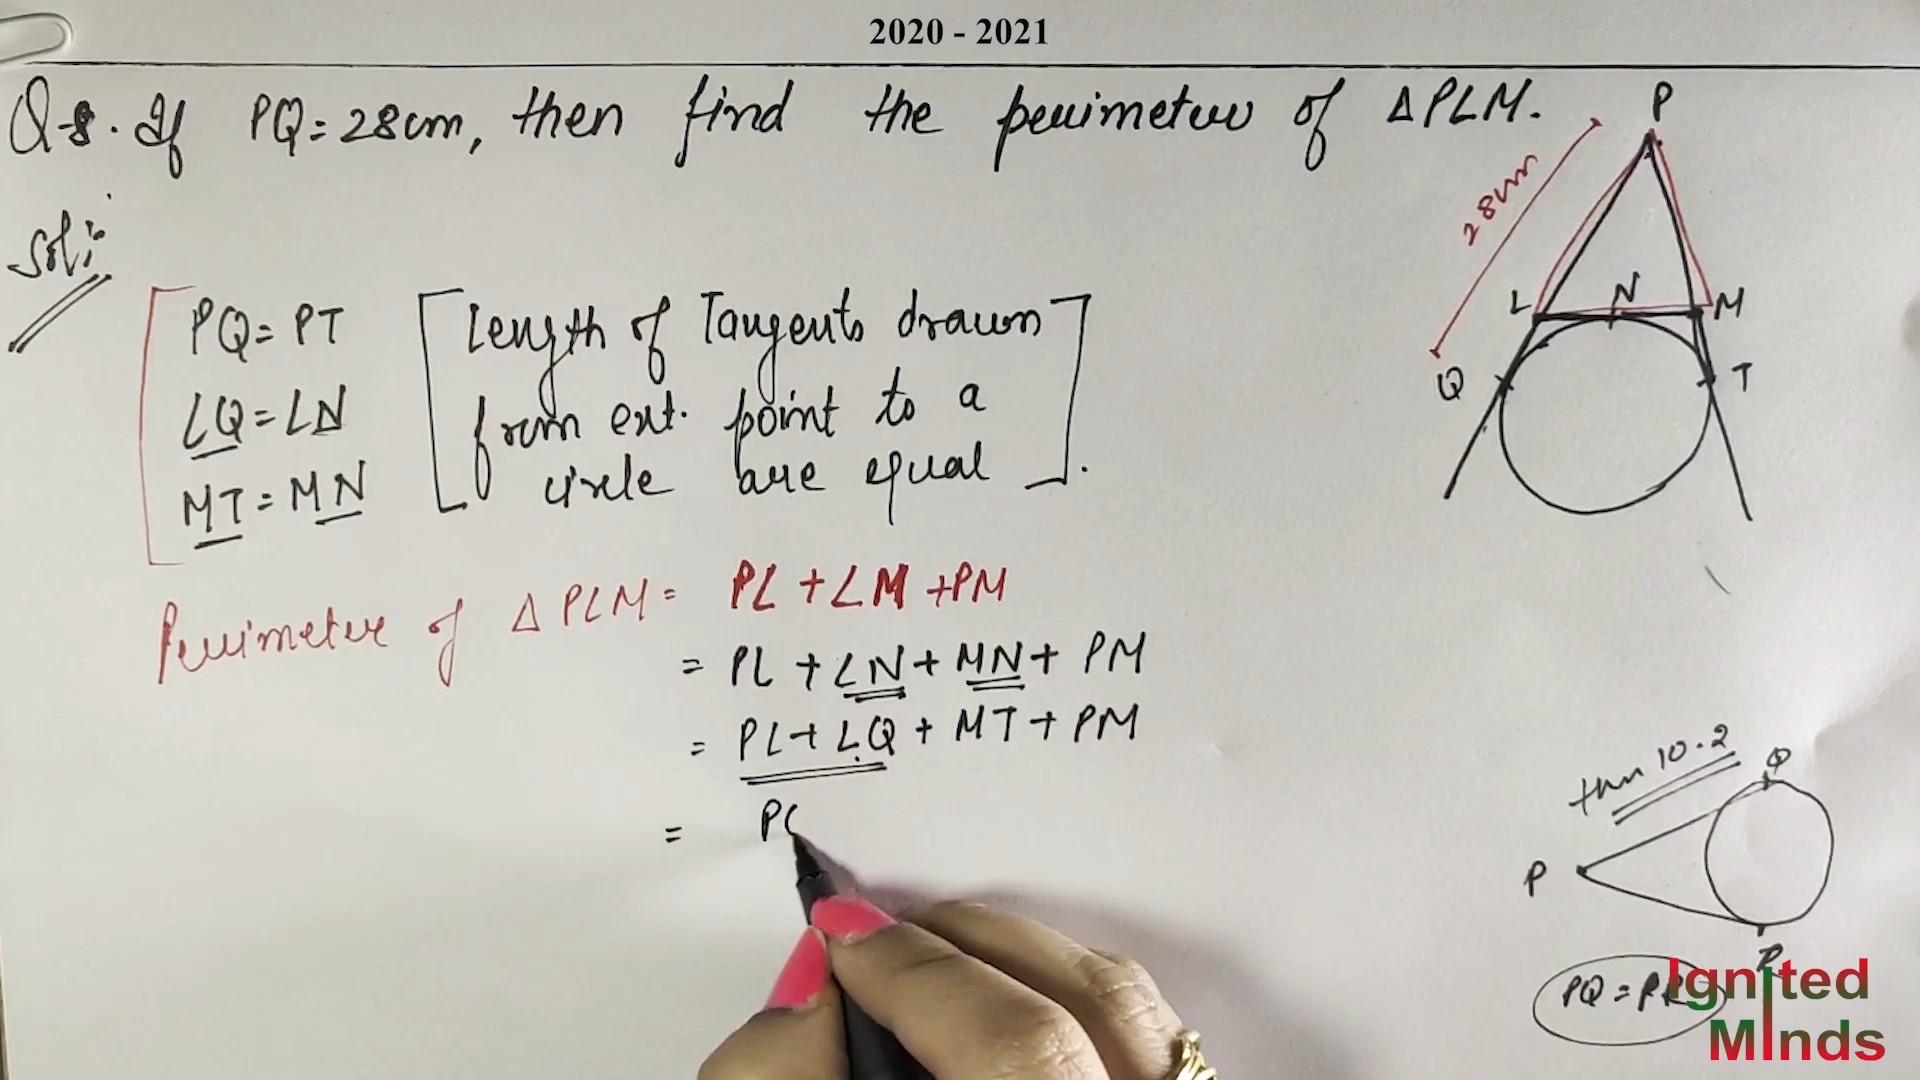 2020 - 2021
Q-8. If PQ=28cm, then find the perimeter of ΔPLM.
Sol:-
PQ = PT
LQ = LN
MT = MN
[Length of Tangents drawn
from ext. point to a
circle are equal].
Perimeter of Δ PLM = PL + LM + PM
= PL + LN + MN + PM
= PL + LQ + MT + PM
= PQ
P
28cm
L
N
M
Q
T
thm 10.2
Q
P
R
PQ = PR
Ignited
Minds